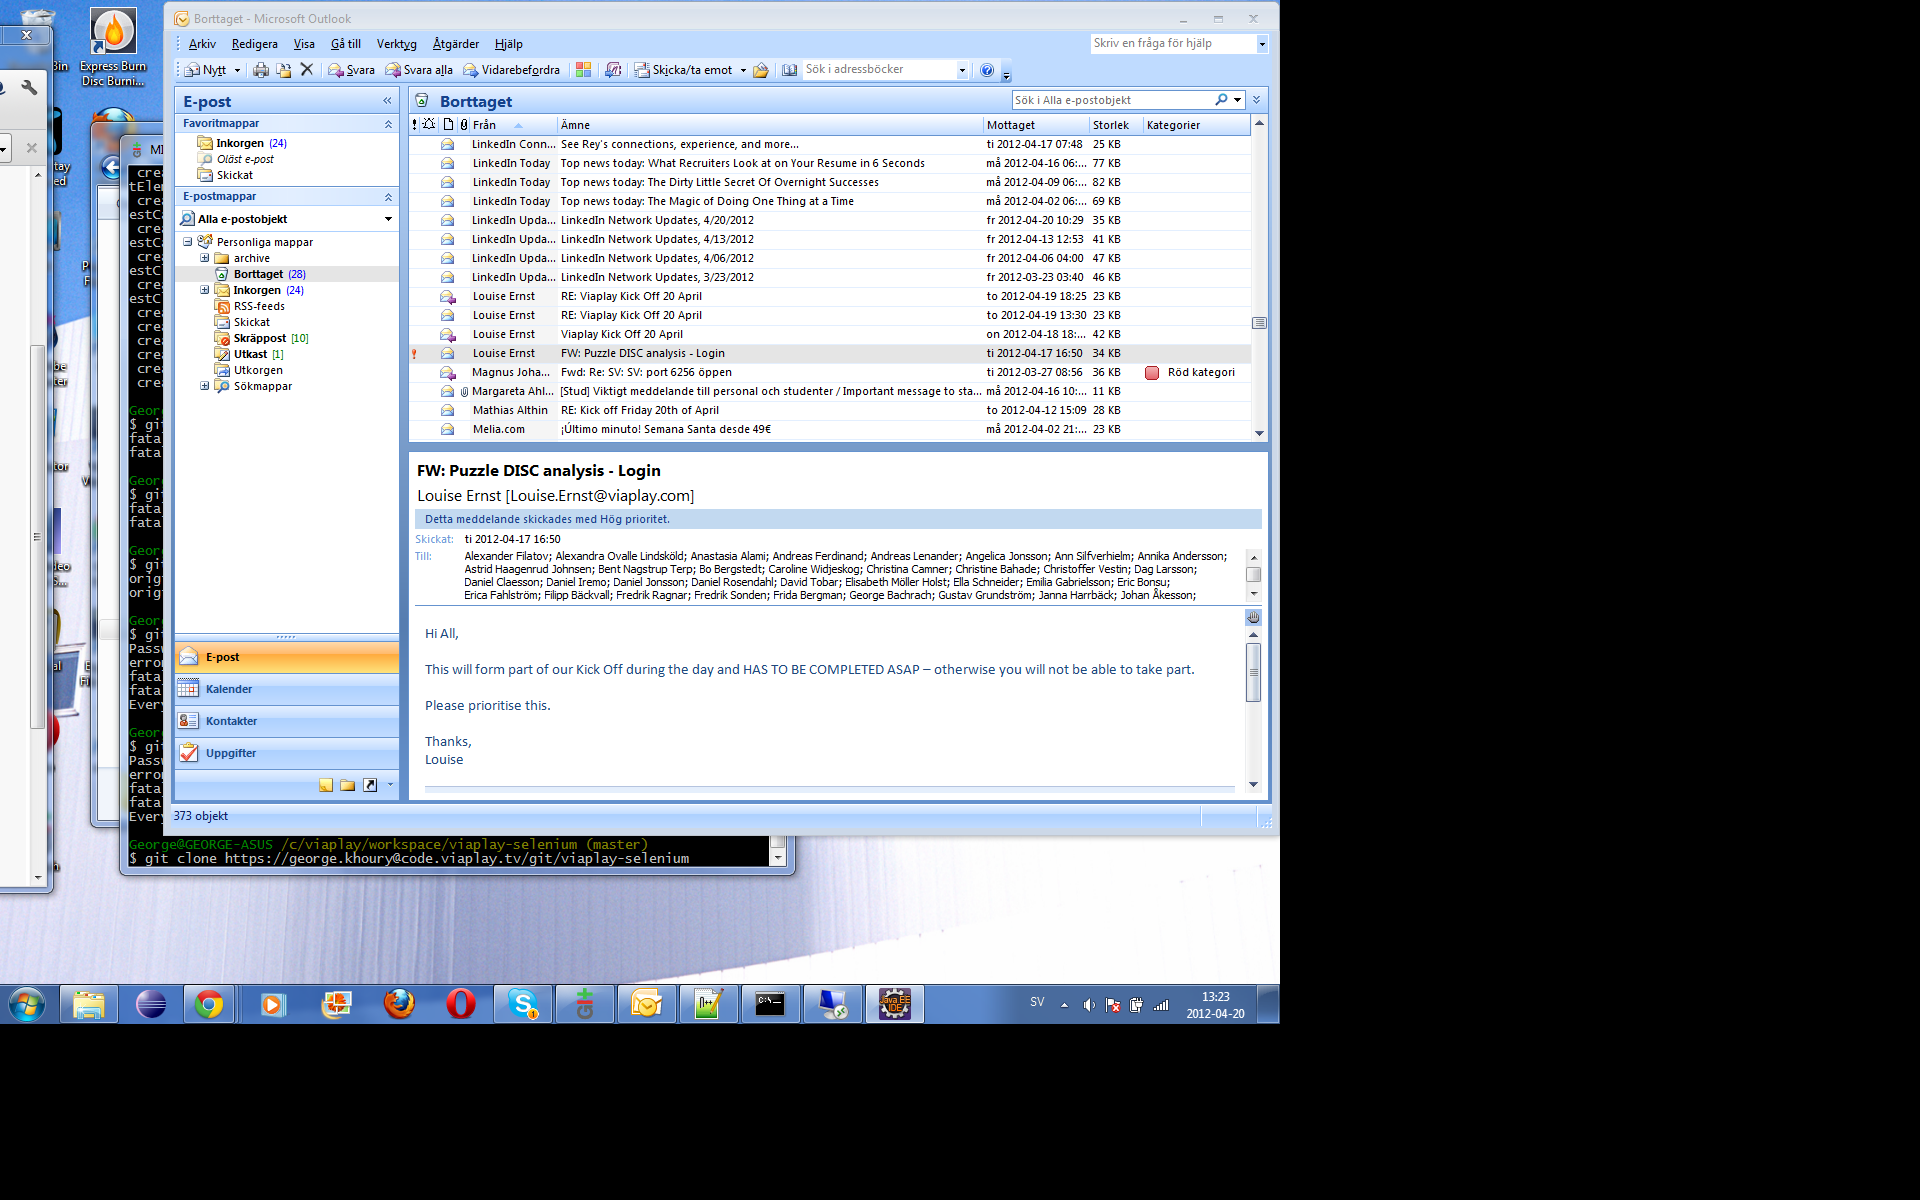 Borttaget - Microsoft Outlook
Arkiv Redigera Visa Gå till Verktyg Åtgärder Hjälp
Skriv en fråga för hjälp
Nytt Svara Svara alla Vidarebefordra Skicka/ta emot Sök i adressböcker
Express Burn
Disc Burni...
E-post
Favoritmappar
Inkorgen (24)
Oläst e-post
Skickat
E-postmappar
Alla e-postobjekt
Personliga mappar
archive
Borttaget (28)
Inkorgen (24)
RSS-feeds
Skickat
Skräppost [10]
Utkast [1]
Utkorgen
Sökmappar
E-post
Kalender
Kontakter
Uppgifter
373 objekt
Borttaget
Sök i Alla e-postobjekt
Från Ämne Mottaget Storlek Kategorier
LinkedIn Conn... See Rey's connections, experience, and more... ti 2012-04-17 07:48 25 KB
LinkedIn Today Top news today: What Recruiters Look at on Your Resume in 6 Seconds må 2012-04-16 06:... 77 KB
LinkedIn Today Top news today: The Dirty Little Secret Of Overnight Successes må 2012-04-09 06:... 82 KB
LinkedIn Today Top news today: The Magic of Doing One Thing at a Time må 2012-04-02 06:... 69 KB
LinkedIn Upda... LinkedIn Network Updates, 4/20/2012 fr 2012-04-20 10:29 35 KB
LinkedIn Upda... LinkedIn Network Updates, 4/13/2012 fr 2012-04-13 12:53 41 KB
LinkedIn Upda... LinkedIn Network Updates, 4/06/2012 fr 2012-04-06 04:00 47 KB
LinkedIn Upda... LinkedIn Network Updates, 3/23/2012 fr 2012-03-23 03:40 46 KB
Louise Ernst RE: Viaplay Kick Off 20 April to 2012-04-19 18:25 23 KB
Louise Ernst RE: Viaplay Kick Off 20 April to 2012-04-19 13:30 23 KB
Louise Ernst Viaplay Kick Off 20 April on 2012-04-18 18:... 42 KB
Louise Ernst FW: Puzzle DISC analysis - Login ti 2012-04-17 16:50 34 KB
Magnus Joha... Fwd: Re: SV: SV: port 6256 öppen ti 2012-03-27 08:56 36 KB Röd kategori
Margareta Ahl... [Stud] Viktigt meddelande till personal och studenter / Important message to sta... må 2012-04-16 10:... 11 KB
Mathias Althin RE: Kick off Friday 20th of April to 2012-04-12 15:09 28 KB
Melia.com ¡Último minuto! Semana Santa desde 49€ må 2012-04-02 21:... 23 KB
FW: Puzzle DISC analysis - Login
Louise Ernst [Louise.Ernst@viaplay.com]
Detta meddelande skickades med Hög prioritet.
Skickat: ti 2012-04-17 16:50
Till: Alexander Filatov; Alexandra Ovalle Lindsköld; Anastasia Alami; Andreas Ferdinand; Andreas Lenander; Angelica Jonsson; Ann Silfverhielm; Annika Andersson;
Astrid Haagenrud Johnsen; Bent Nagstrup Terp; Bo Bergstedt; Caroline Widjeskog; Christina Camner; Christine Bahade; Christoffer Vestin; Dag Larsson;
Daniel Claesson; Daniel Iremo; Daniel Jonsson; Daniel Rosendahl; David Tobar; Elisabeth Möller Holst; Ella Schneider; Emilia Gabrielsson; Eric Bonsu;
Erica Fahlström; Filipp Bäckvall; Fredrik Ragnar; Fredrik Sonden; Frida Bergman; George Bachrach; Gustav Grundström; Janna Harrbäck; Johan Åkesson;
Hi All,
This will form part of our Kick Off during the day and HAS TO BE COMPLETED ASAP – otherwise you will not be able to take part.
Please prioritise this.
Thanks,
Louise
George@GEORGE-ASUS /c/viaplay/workspace/viaplay-selenium (master)
$ git clone https://george.khoury@code.viaplay.tv/git/viaplay-selenium
Java EE
IDE
SV
13:23
2012-04-20